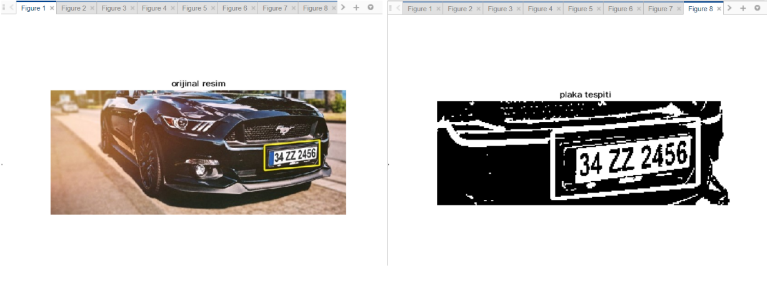 Figure 1 × Figure 2 × Figure 3 × Figure 4 × Figure 5 × Figure 6 × Figure 7 × Figure 8 ×
orijinal resim
34 ZZ 2456
Figure 1 × Figure 2 × Figure 3 × Figure 4 × Figure 5 × Figure 6 × Figure 7 × Figure 8 ×
plaka tespiti
34 ZZ 2456